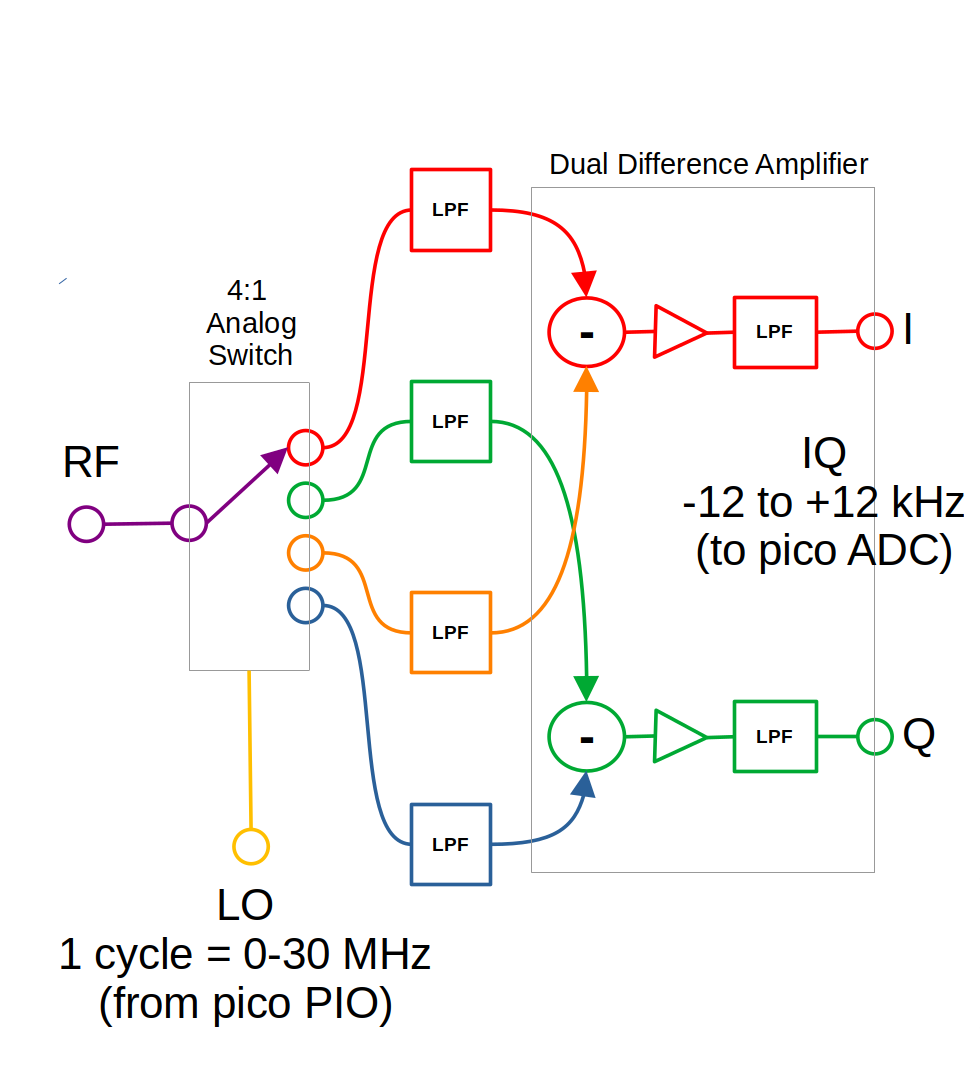 Dual Difference Amplifier
LPF
4:1
Analog
Switch
-
LPF
I
LPF
RF
IQ
-12 to +12 kHz
(to pico ADC)
LPF
-
LPF
Q
LPF
LO
1 cycle = 0-30 MHz
(from pico PIO)